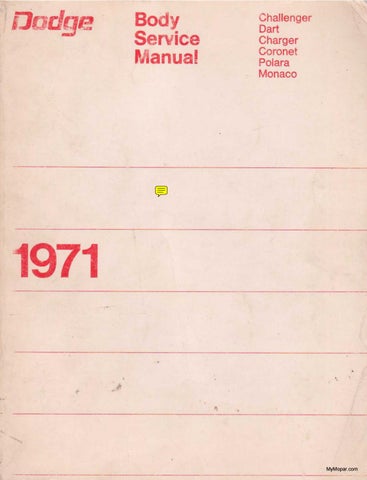 Dodge
Body
Service
Manual
Challenger
Dart
Charger
Coronet
Polara
Monaco
1971
MyMopar.com